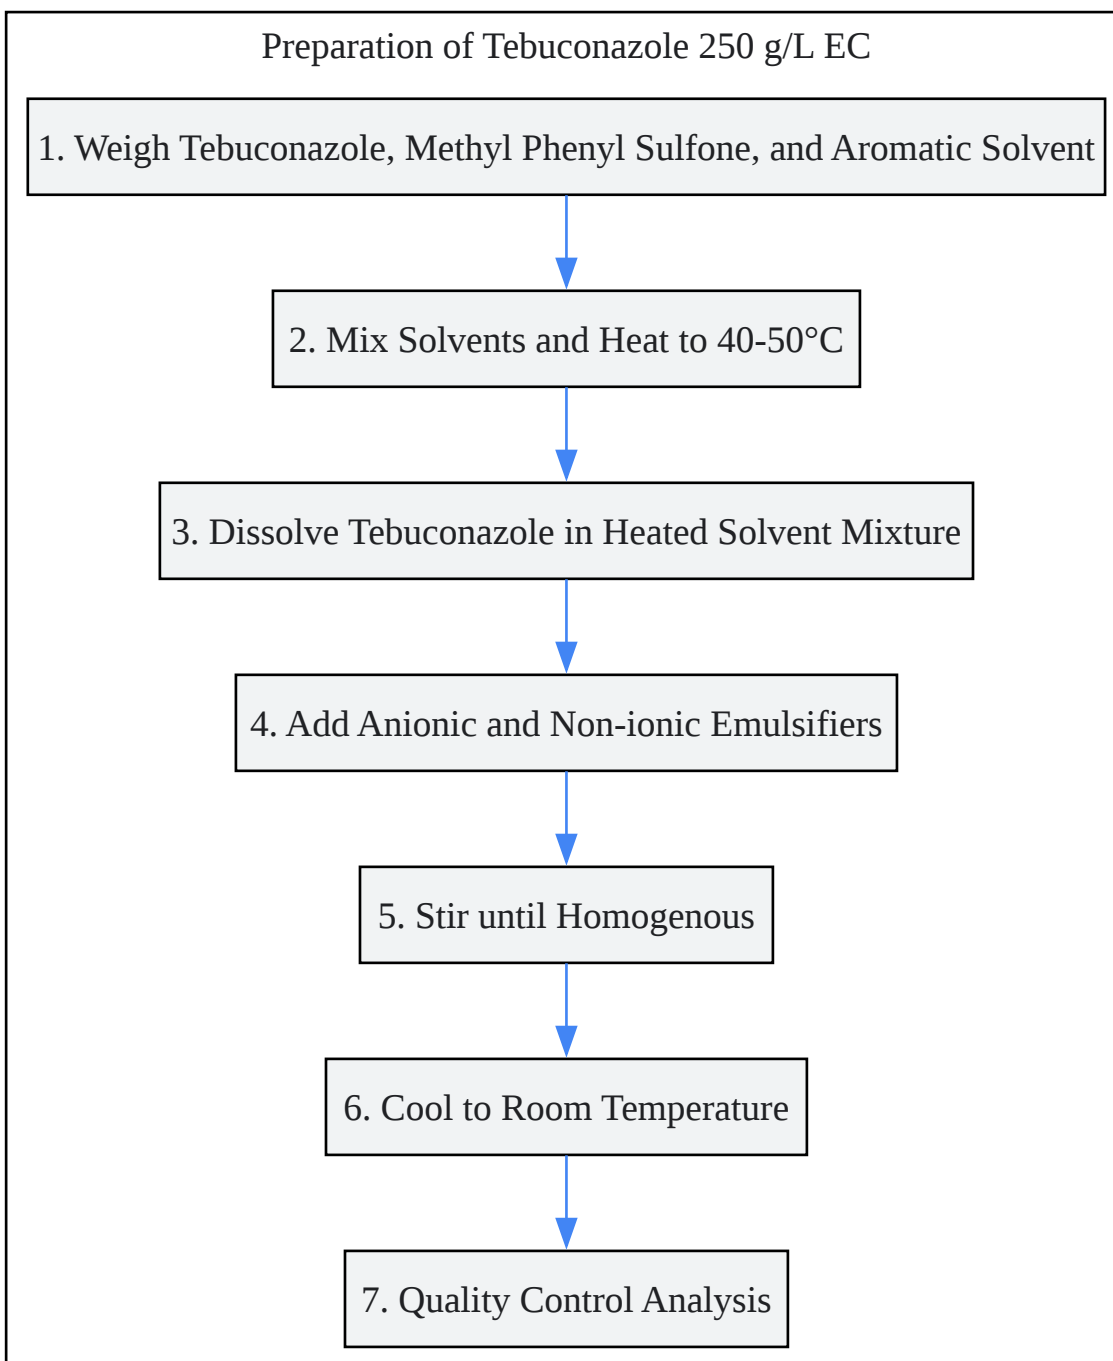 Preparation of Tebuconazole 250 g/L EC
1. Weigh Tebuconazole, Methyl Phenyl Sulfone, and Aromatic Solvent
2. Mix Solvents and Heat to 40-50°C
3. Dissolve Tebuconazole in Heated Solvent Mixture
4. Add Anionic and Non-ionic Emulsifiers
5. Stir until Homogenous
6. Cool to Room Temperature
7. Quality Control Analysis